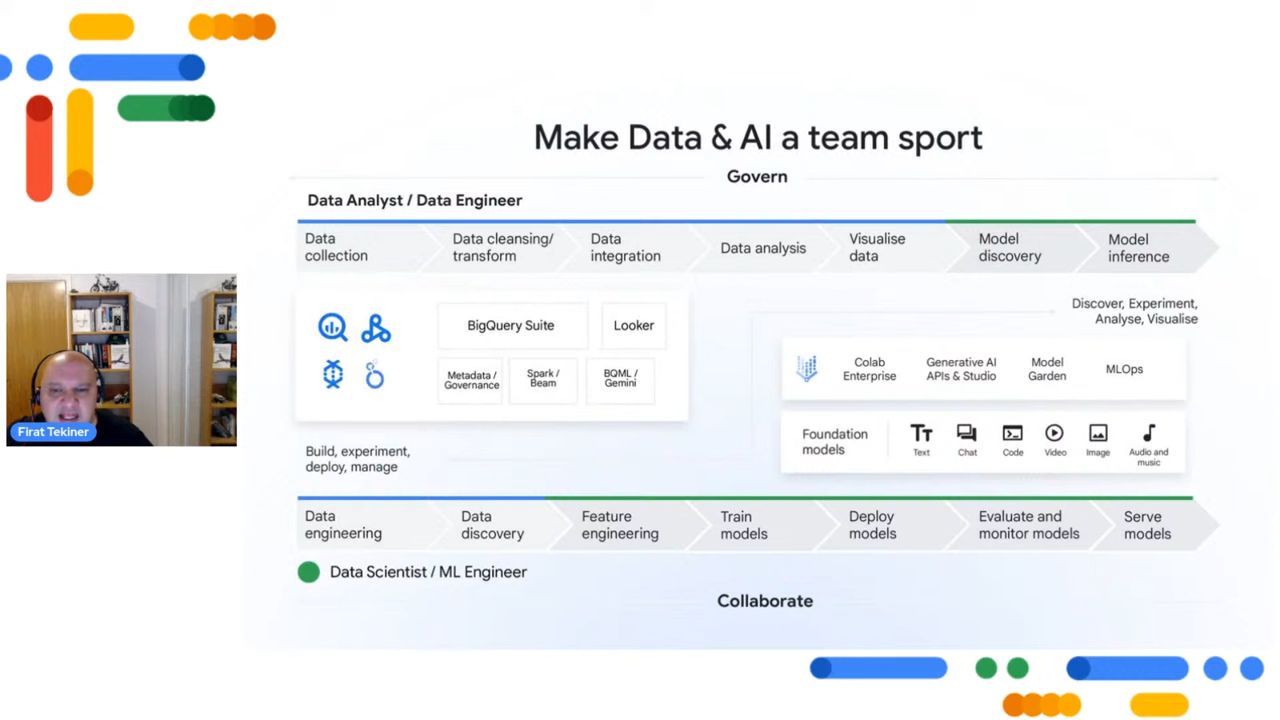 Make Data & AI a team sport
Govern
Data Analyst / Data Engineer
Data
collection
Data cleansing/
transform
Data
integration
Data analysis
Visualise
data
Model
discovery
Model
inference
BigQuery Suite
Looker
Metadata /
Governance
Spark /
Beam
BQML /
Gemini
Discover, Experiment,
Analyse, Visualise
Colab
Enterprise
Generative AI
APIs & Studio
Model
Garden
MLOps
Foundation
models
Tт
Text
Chat
Code
Video
Image
Audio and
music
Firat Tekiner
Build, experiment,
deploy, manage
Data
engineering
Data
discovery
Feature
engineering
Train
models
Deploy
models
Evaluate and
monitor models
Serve
models
Data Scientist / ML Engineer
Collaborate